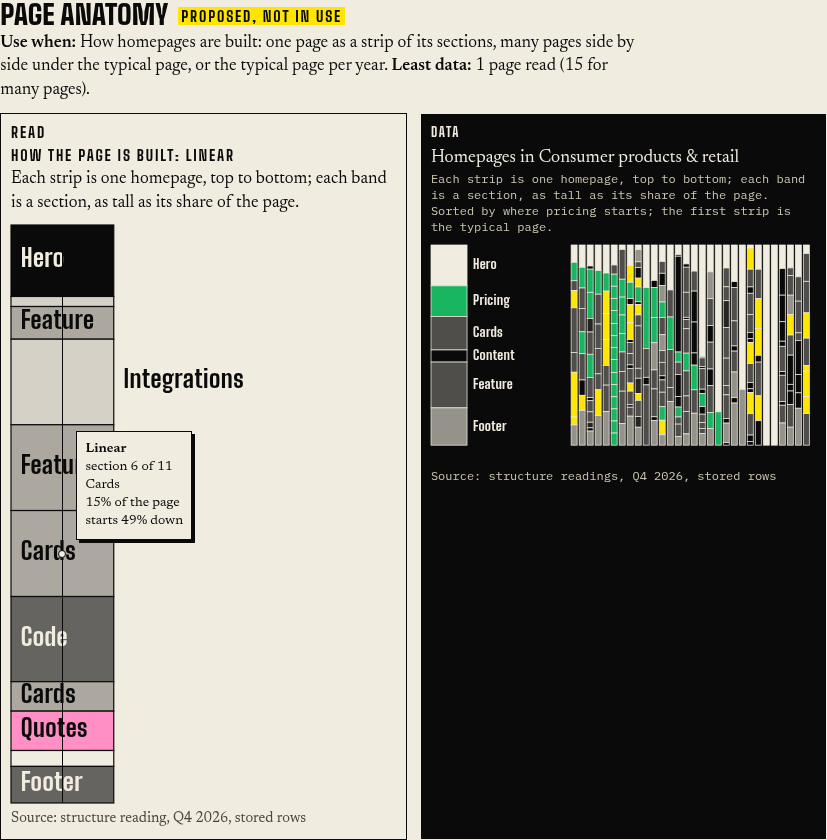 PAGE ANATOMY PROPOSED, NOT IN USE
Use when: How homepages are built: one page as a strip of its sections, many pages side by
side under the typical page, or the typical page per year. Least data: 1 page read (15 for
many pages).
READ
HOW THE PAGE IS BUILT: LINEAR
Each strip is one homepage, top to bottom; each band
is a section, as tall as its share of the page.
Hero
Feature
Integrations
Featu
Linear
section 6 of 11
Cards
15% of the page
starts 49% down
Cards
Code
Cards
Quotes
Footer
Source: structure reading, Q4 2026, stored rows
DATA
Homepages in Consumer products & retail
Each strip is one homepage, top to bottom; each band
is a section, as tall as its share of the page.
Sorted by where pricing starts; the first strip is
the typical page.
Hero
Pricing
Cards
Content
Feature
Footer
Source: structure readings, Q4 2026, stored rows